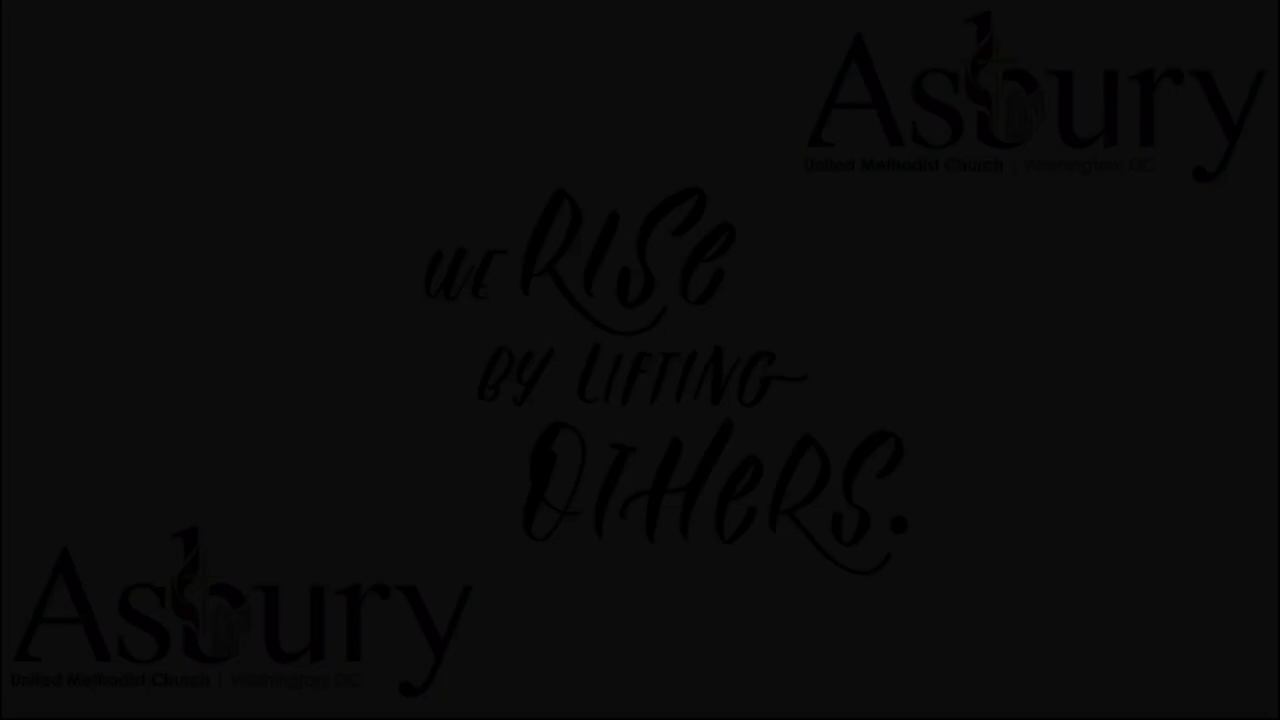 Asbury
United Methodist Church | Washington, DC
WE RISE
BY LIFTING
OTHERS.
Asbury
United Methodist Church | Washington, DC